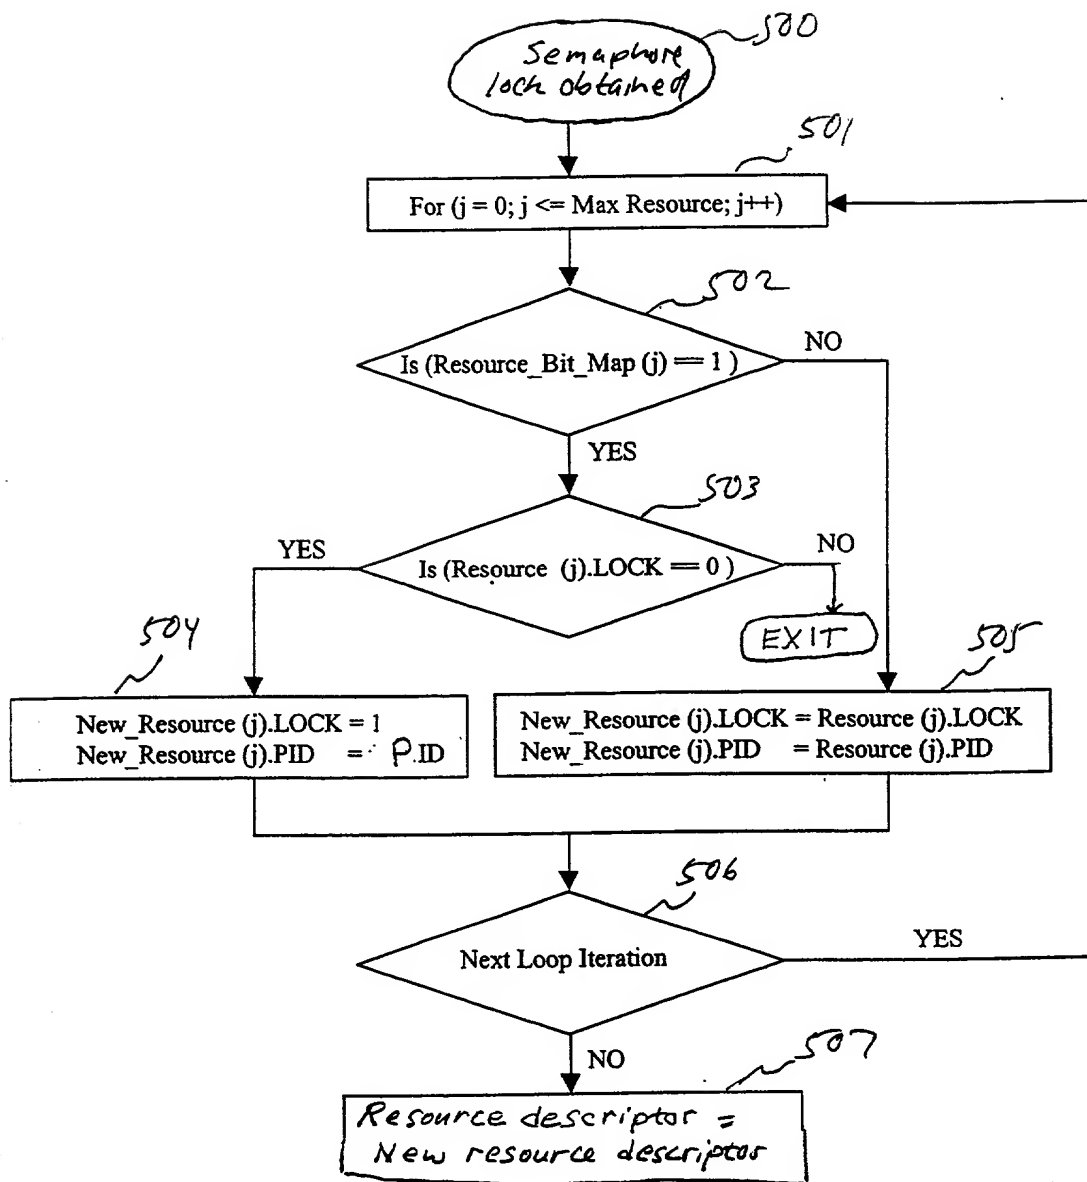 500
Semaphore
lock obtained
501
For (j = 0; j <= Max Resource; j++)
502
Is (Resource_Bit_Map (j) == 1 )
NO
YES
503
Is (Resource (j).LOCK == 0 )
YES
NO
EXIT
504
505
New_Resource (j).LOCK = 1
New_Resource (j).PID = P.ID
New_Resource (j).LOCK = Resource (j).LOCK
New_Resource (j).PID = Resource (j).PID
506
Next Loop Iteration
YES
NO
507
Resource descriptor =
New resource descriptor